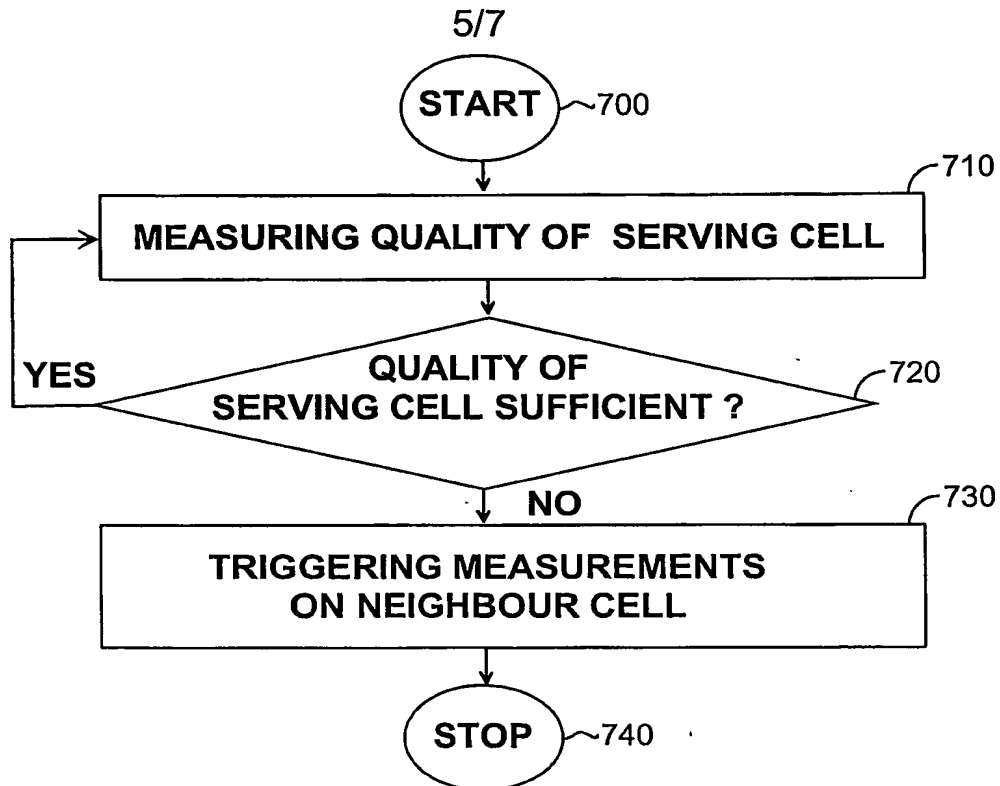 5/7
START
700
710
MEASURING QUALITY OF SERVING CELL
YES
QUALITY OF
SERVING CELL SUFFICIENT ?
720
NO
730
TRIGGERING MEASUREMENTS
ON NEIGHBOUR CELL
STOP
740